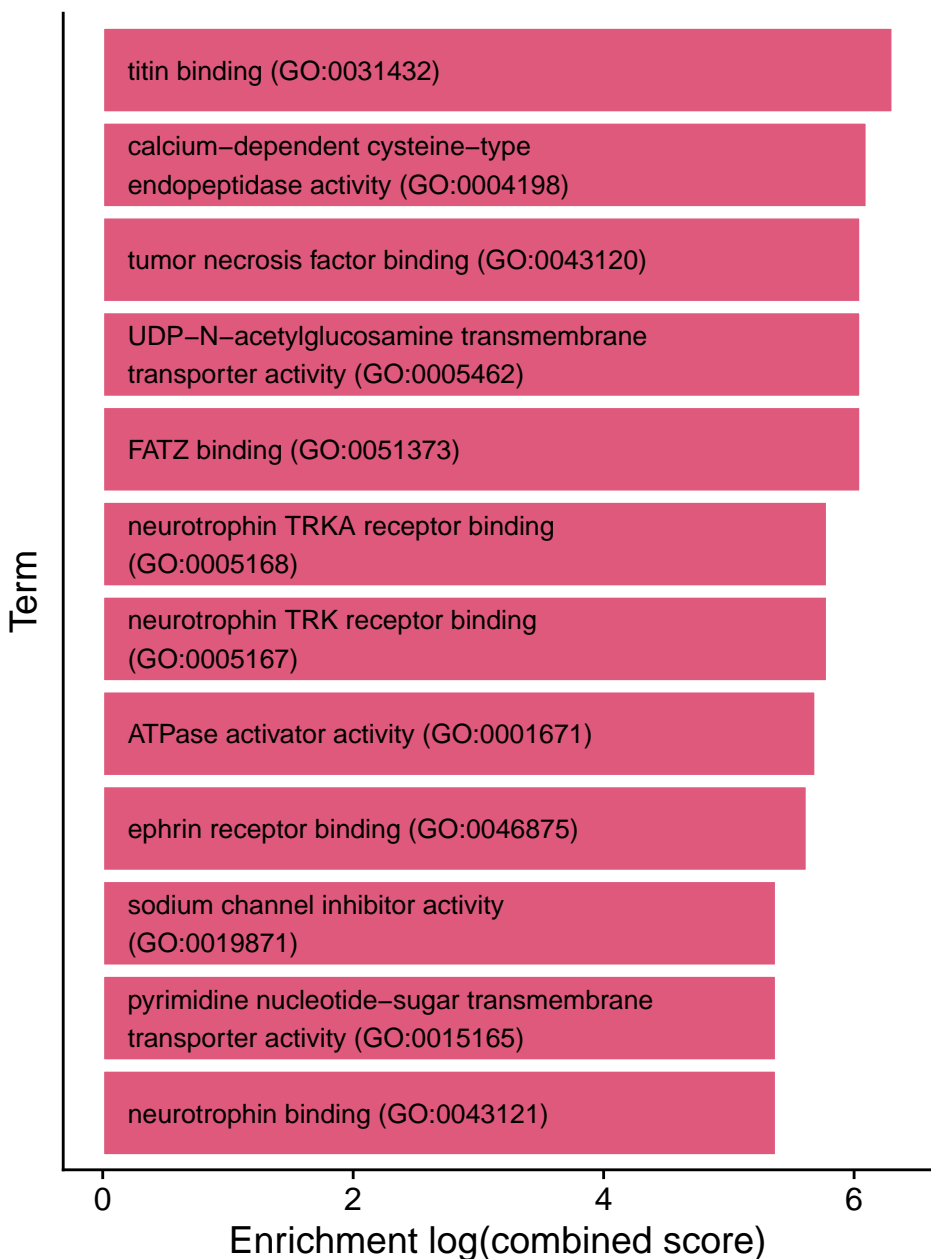 titin binding (GO:0031432)
calcium−dependent cysteine−type
endopeptidase activity (GO:0004198)
tumor necrosis factor binding (GO:0043120)
UDP−N−acetylglucosamine transmembrane
transporter activity (GO:0005462)
FATZ binding (GO:0051373)
neurotrophin TRKA receptor binding
(GO:0005168)
neurotrophin TRK receptor binding
(GO:0005167)
ATPase activator activity (GO:0001671)
ephrin receptor binding (GO:0046875)
sodium channel inhibitor activity
(GO:0019871)
pyrimidine nucleotide−sugar transmembrane
transporter activity (GO:0015165)
neurotrophin binding (GO:0043121)
Term
0 2 4 6
Enrichment log(combined score)